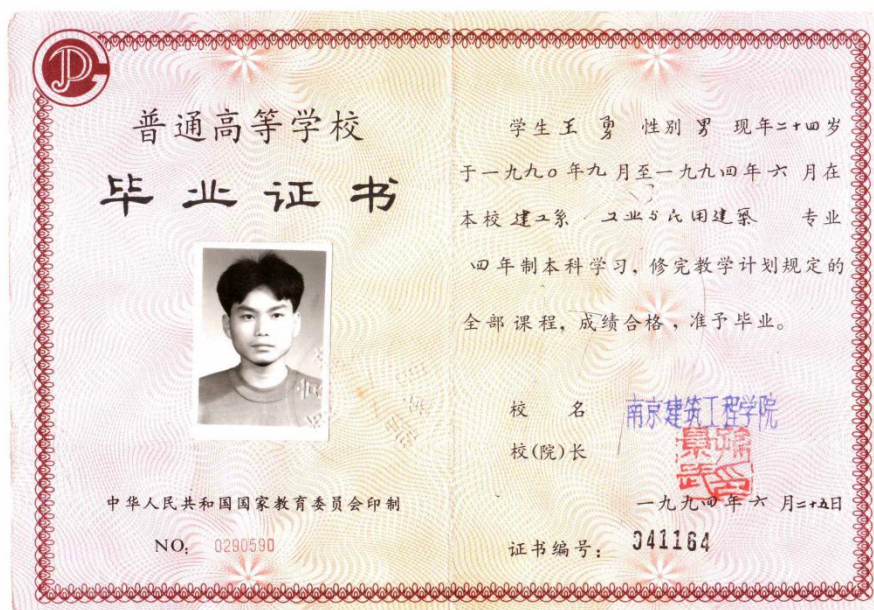 普通高等学校
毕业证书
中华人民共和国国家教育委员会印制
NO: 0290590
学生王勇 性别男 现年二十四岁
于一九九〇年九月至一九九四年六月在
本校建工系 工业与民用建筑 专业
四年制本科学习,修完教学计划规定的
全部课程,成绩合格,准予毕业。
校 名 南京建筑工程学院
校(院)长
一九九四年六月二十五日
证书编号: 941164